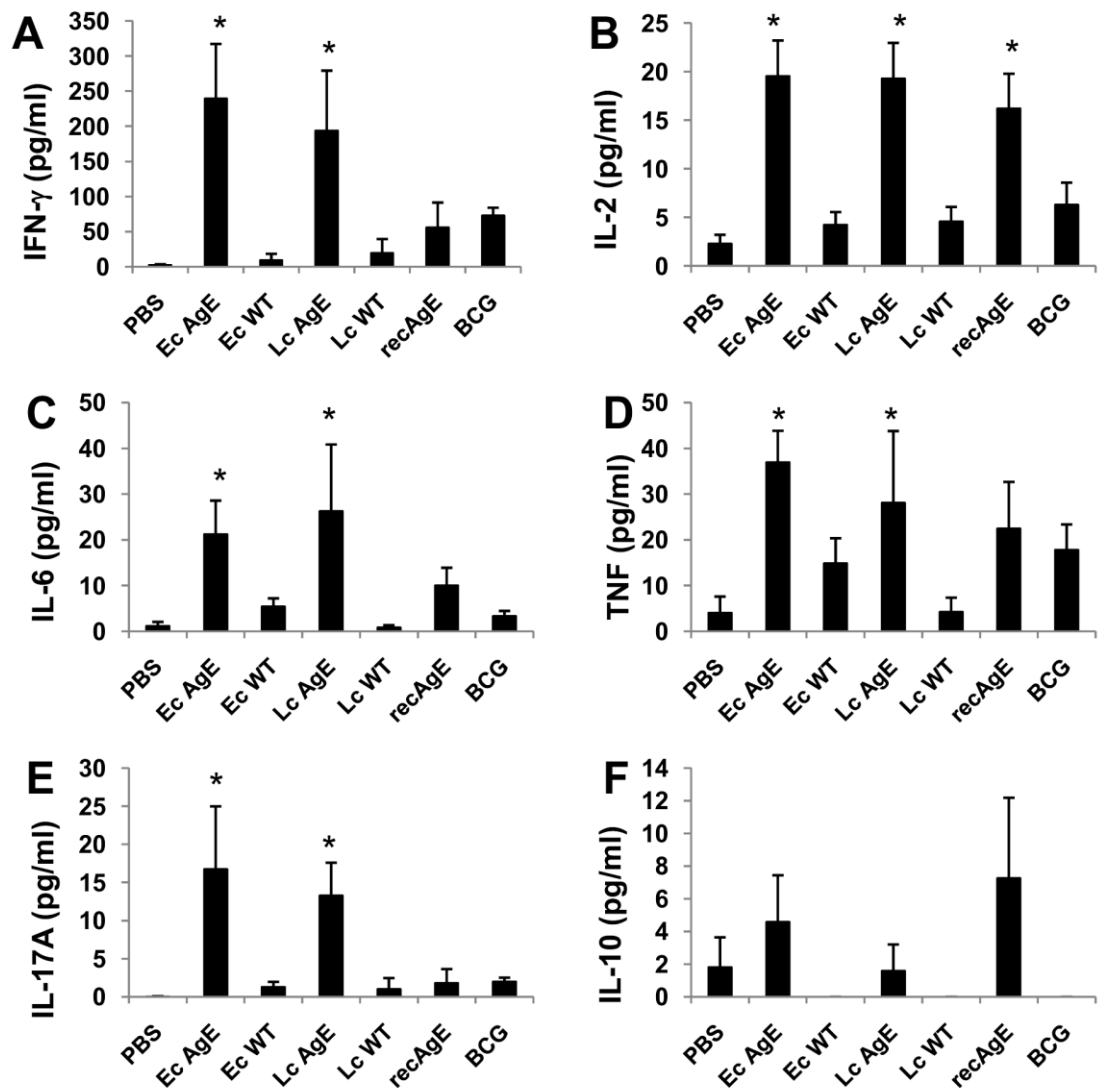 A
IFN-γ (pg/ml)
350
300
250
200
150
100
50
0
* *
PBS Ec AgE Ec WT Lc AgE Lc WT recAgE BCG
B
IL-2 (pg/ml)
25
20
15
10
5
0
* * *
PBS Ec AgE Ec WT Lc AgE Lc WT recAgE BCG
C
IL-6 (pg/ml)
50
40
30
20
10
0
* *
PBS Ec AgE Ec WT Lc AgE Lc WT recAgE BCG
D
TNF (pg/ml)
50
40
30
20
10
0
* *
PBS Ec AgE Ec WT Lc AgE Lc WT recAgE BCG
E
IL-17A (pg/ml)
30
25
20
15
10
5
0
* *
PBS Ec AgE Ec WT Lc AgE Lc WT recAgE BCG
F
IL-10 (pg/ml)
14
12
10
8
6
4
2
0
PBS Ec AgE Ec WT Lc AgE Lc WT recAgE BCG